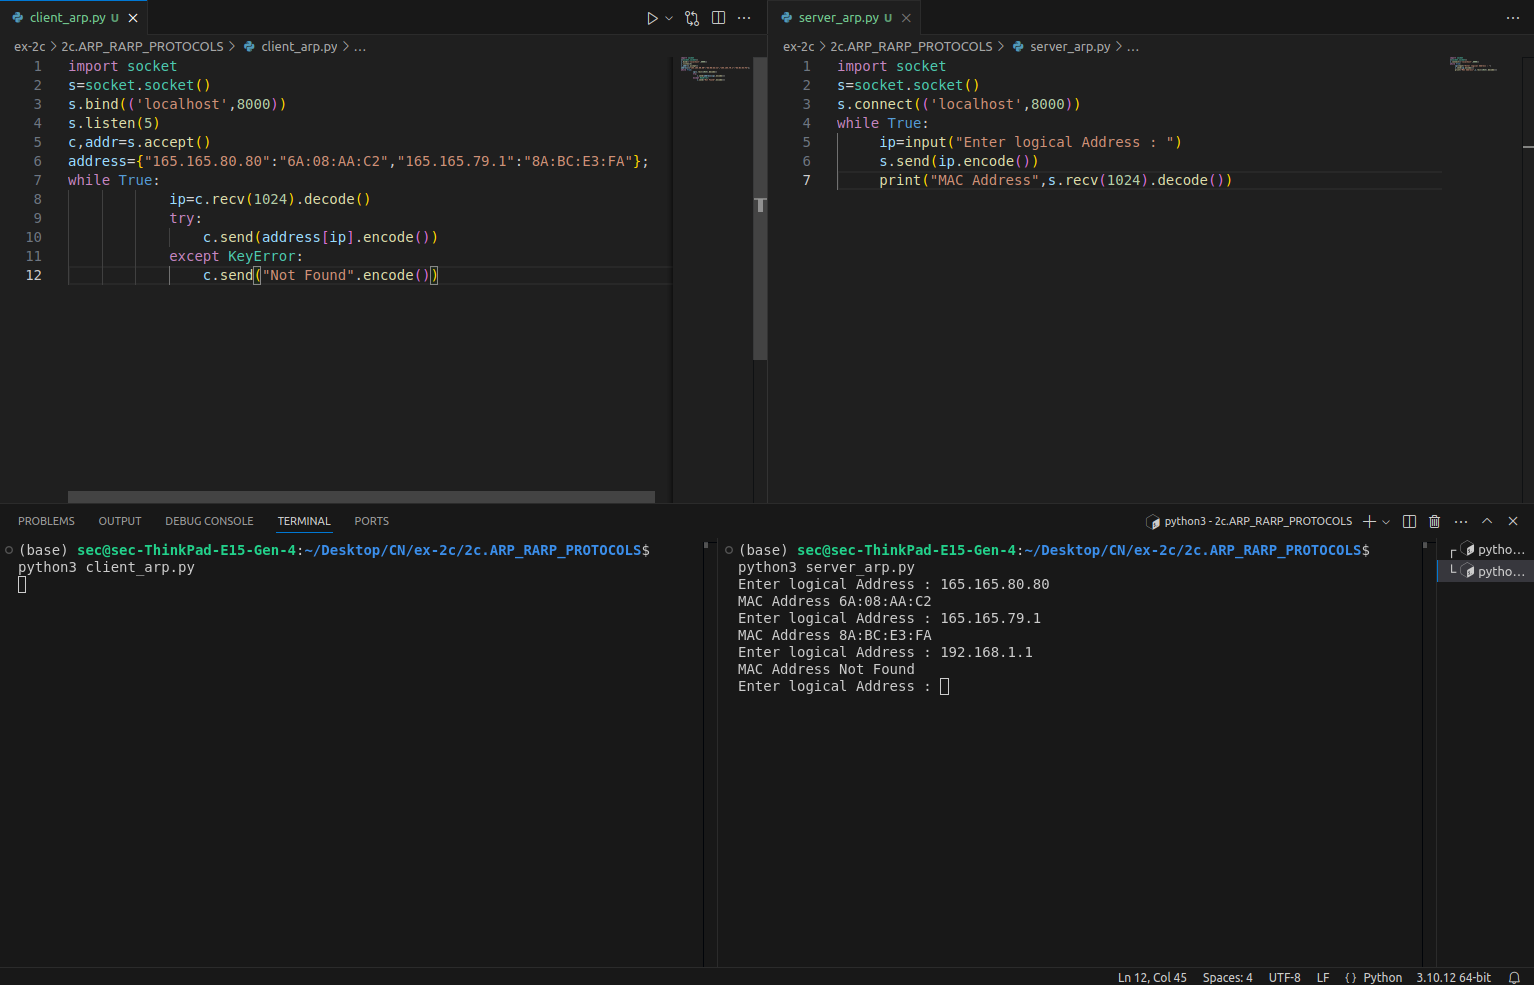 client_arp.py U
ex-2c > 2c.ARP_RARP_PROTOCOLS > client_arp.py > ...
1 import socket
2 s=socket.socket()
3 s.bind(('localhost',8000))
4 s.listen(5)
5 c,addr=s.accept()
6 address={"165.165.80.80":"6A:08:AA:C2","165.165.79.1":"8A:BC:E3:FA"};
7 while True:
8 ip=c.recv(1024).decode()
9 try:
10 c.send(address[ip].encode())
11 except KeyError:
12 c.send("Not Found".encode())
server_arp.py U
ex-2c > 2c.ARP_RARP_PROTOCOLS > server_arp.py > ...
1 import socket
2 s=socket.socket()
3 s.connect(('localhost',8000))
4 while True:
5 ip=input("Enter logical Address : ")
6 s.send(ip.encode())
7 print("MAC Address",s.recv(1024).decode())
PROBLEMS OUTPUT DEBUG CONSOLE TERMINAL PORTS
python3 - 2c.ARP_RARP_PROTOCOLS
(base) sec@sec-ThinkPad-E15-Gen-4:~/Desktop/CN/ex-2c/2c.ARP_RARP_PROTOCOLS$
python3 client_arp.py
(base) sec@sec-ThinkPad-E15-Gen-4:~/Desktop/CN/ex-2c/2c.ARP_RARP_PROTOCOLS$
python3 server_arp.py
Enter logical Address : 165.165.80.80
MAC Address 6A:08:AA:C2
Enter logical Address : 165.165.79.1
MAC Address 8A:BC:E3:FA
Enter logical Address : 192.168.1.1
MAC Address Not Found
Enter logical Address :
pytho...
pytho...
Ln 12, Col 45 Spaces: 4 UTF-8 LF {} Python 3.10.12 64-bit